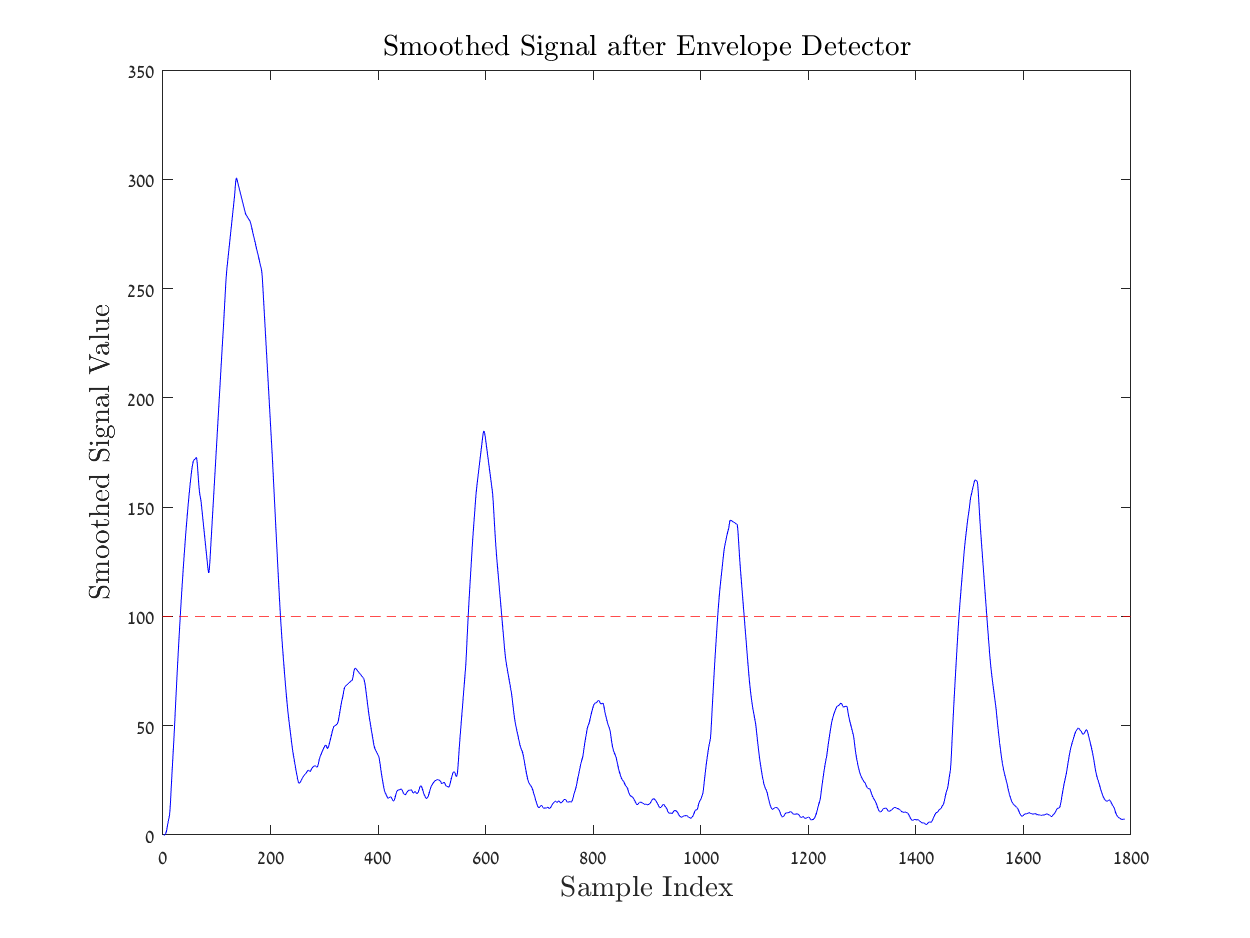 Smoothed Signal after Envelope Detector
350
300
250
200
150
100
50
0
Smoothed Signal Value
0 200 400 600 800 1000 1200 1400 1600 1800
Sample Index